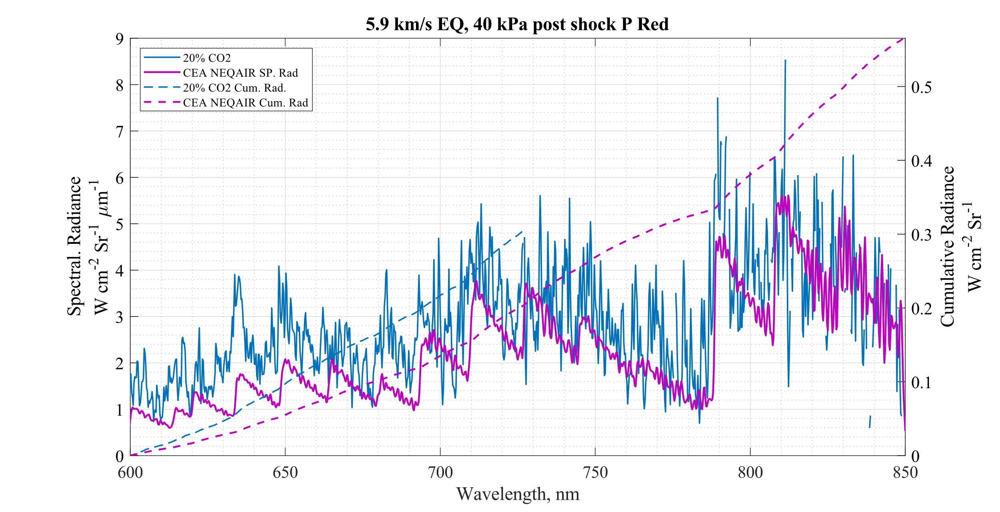 5.9 km/s EQ, 40 kPa post shock P Red
20% CO2
CEA NEQAIR SP. Rad
20% CO2 Cum. Rad.
CEA NEQAIR Cum. Rad
Spectral. Radiance
W cm-2 Sr-1 μm-1
9
8
7
6
5
4
3
2
1
0
600
650
700
750
800
850
Wavelength, nm
0.5
0.4
0.3
0.2
0.1
0
Cumulative Radiance
W cm-2 Sr-1